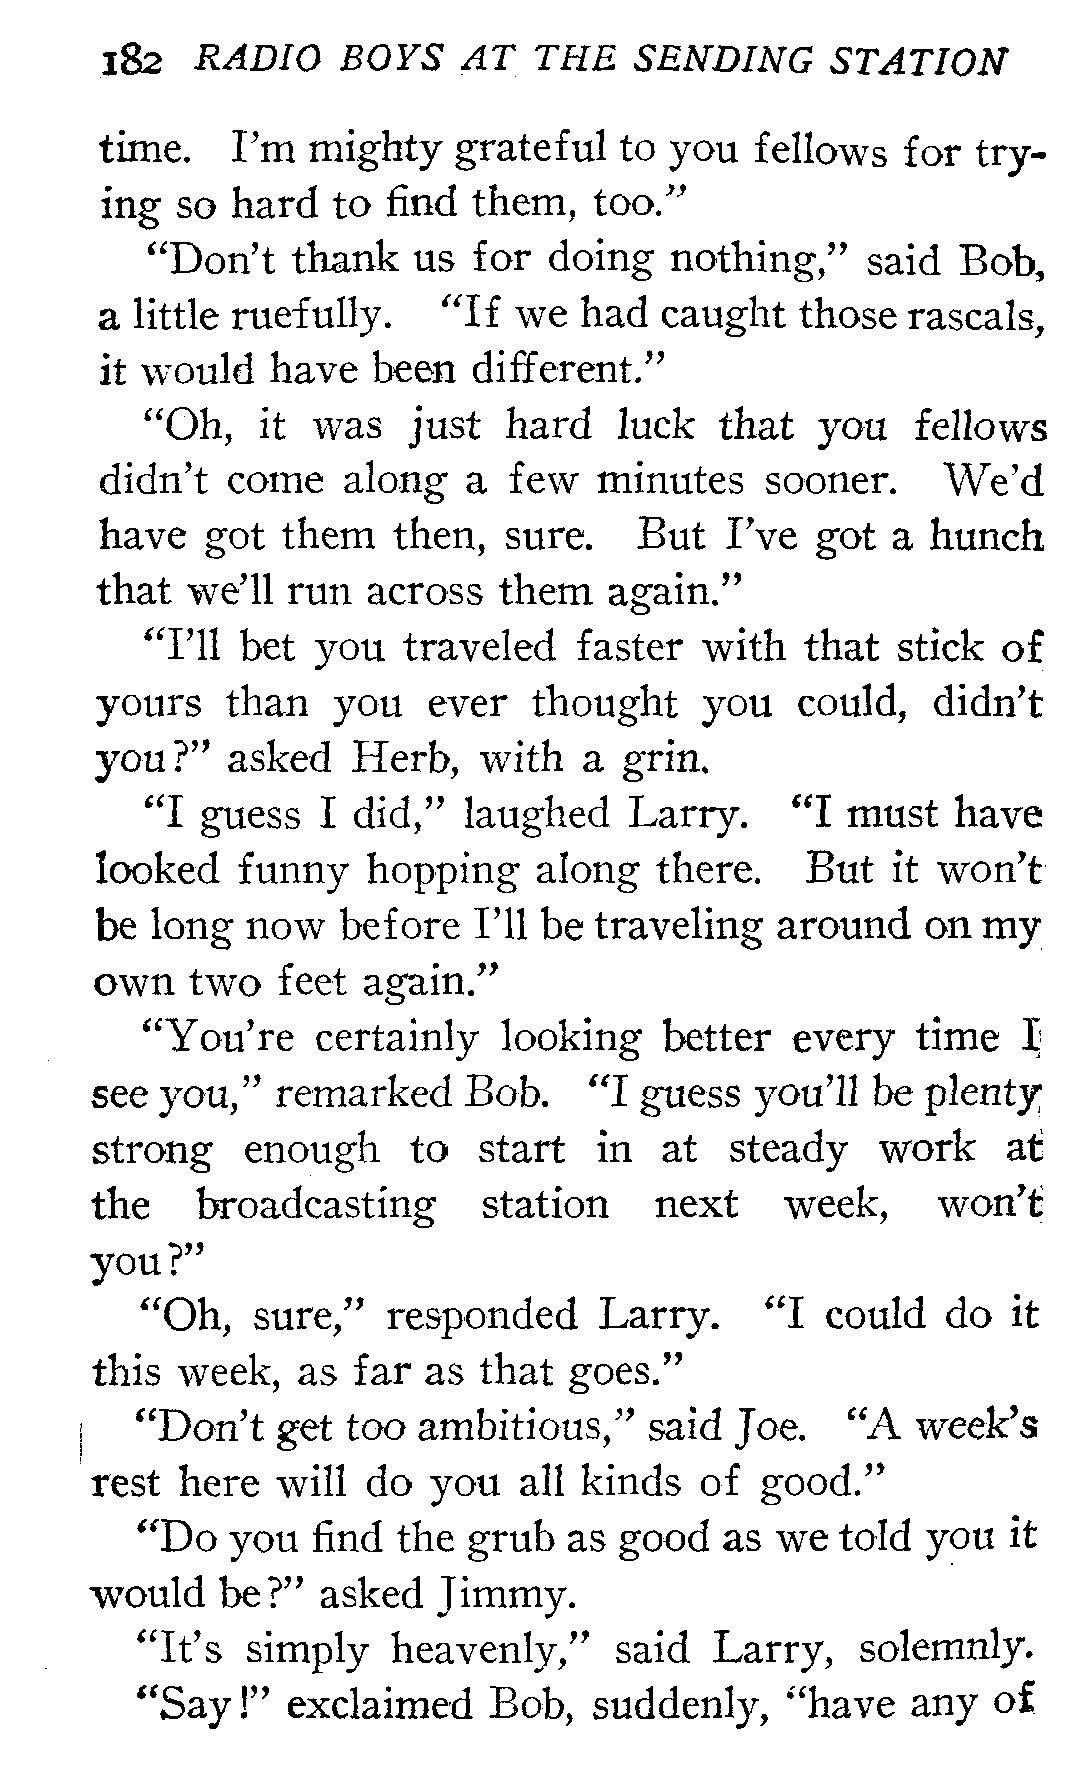 182 RADIO BOYS AT THE SENDING STATION
time. I'm mighty grateful to you fellows for try-
ing so hard to find them, too."
"Don't thank us for doing nothing," said Bob,
a little ruefully. "If we had caught those rascals,
it would have been different."
"Oh, it was just hard luck that you fellows
didn't come along a few minutes sooner. We'd
have got them then, sure. But I've got a hunch
that we'll run across them again."
"I'll bet you traveled faster with that stick of
yours than you ever thought you could, didn't
you?" asked Herb, with a grin.
"I guess I did," laughed Larry. "I must have
looked funny hopping along there. But it won't
be long now before I'll be traveling around on my
own two feet again."
"You're certainly looking better every time I
see you," remarked Bob. "I guess you'll be plenty
strong enough to start in at steady work at
the broadcasting station next week, won't
you?"
"Oh, sure," responded Larry. "I could do it
this week, as far as that goes."
"Don't get too ambitious," said Joe. "A week's
rest here will do you all kinds of good."
"Do you find the grub as good as we told you it
would be?" asked Jimmy.
"It's simply heavenly," said Larry, solemnly.
"Say!" exclaimed Bob, suddenly, "have any of